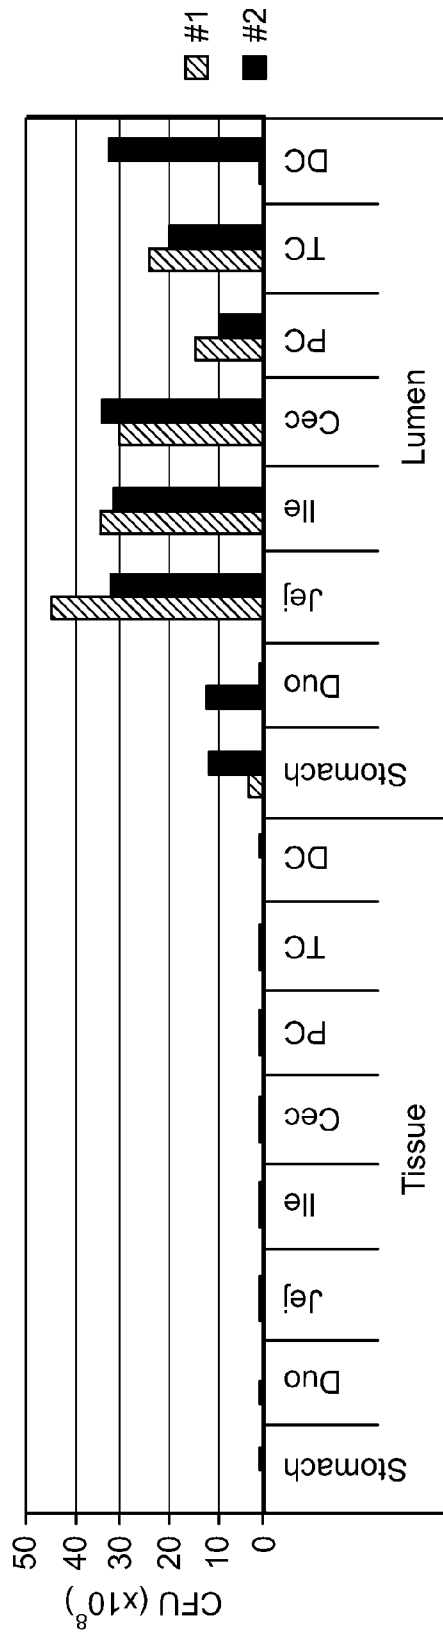 CFU (x10⁸)
50
40
30
20
10
0
Stomach
Duo
Jej
Ile
Cec
PC
TC
DC
Stomach
Duo
Jej
Ile
Cec
PC
TC
DC
Tissue
Lumen
#1
#2